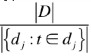 |D|
|{d_j : t ∈ d_j}|